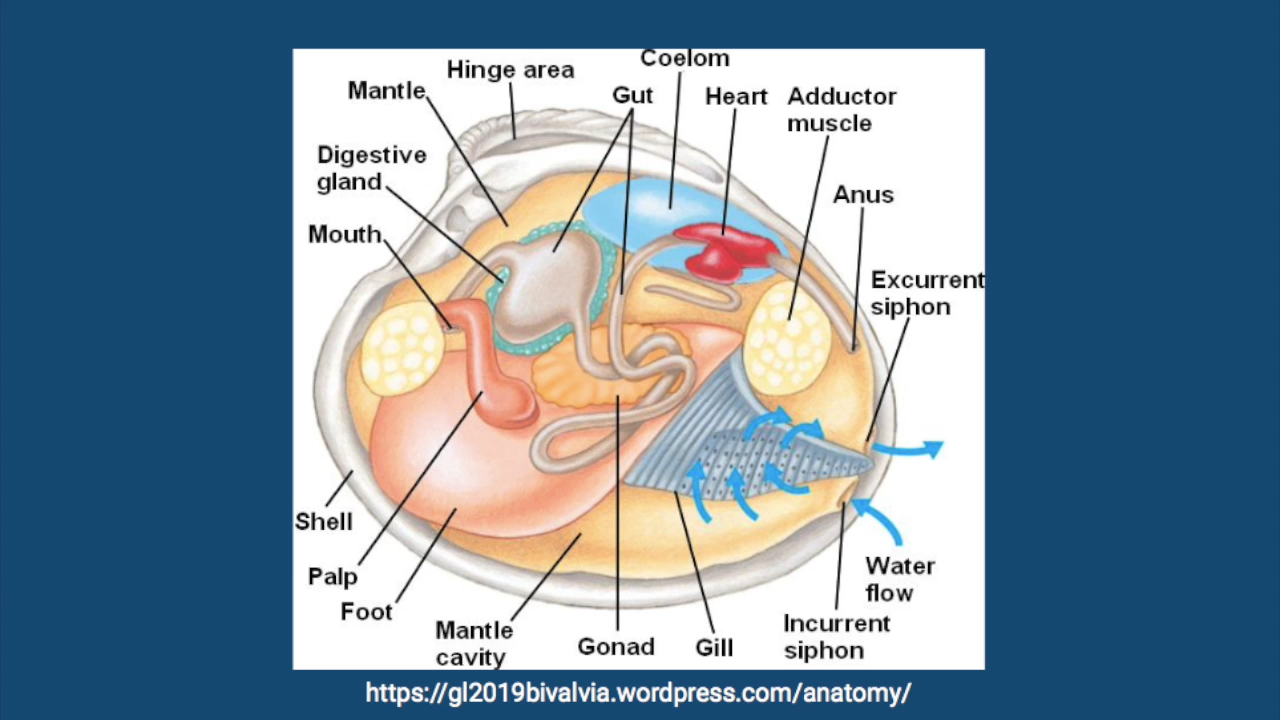 Coelom
Hinge area
Mantle
Gut
Heart
Adductor
muscle
Digestive
gland
Anus
Mouth
Excurrent
siphon
Shell
Palp
Foot
Water
flow
Mantle
cavity
Gonad
Gill
Incurrent
siphon
https://gl2019bivalvia.wordpress.com/anatomy/